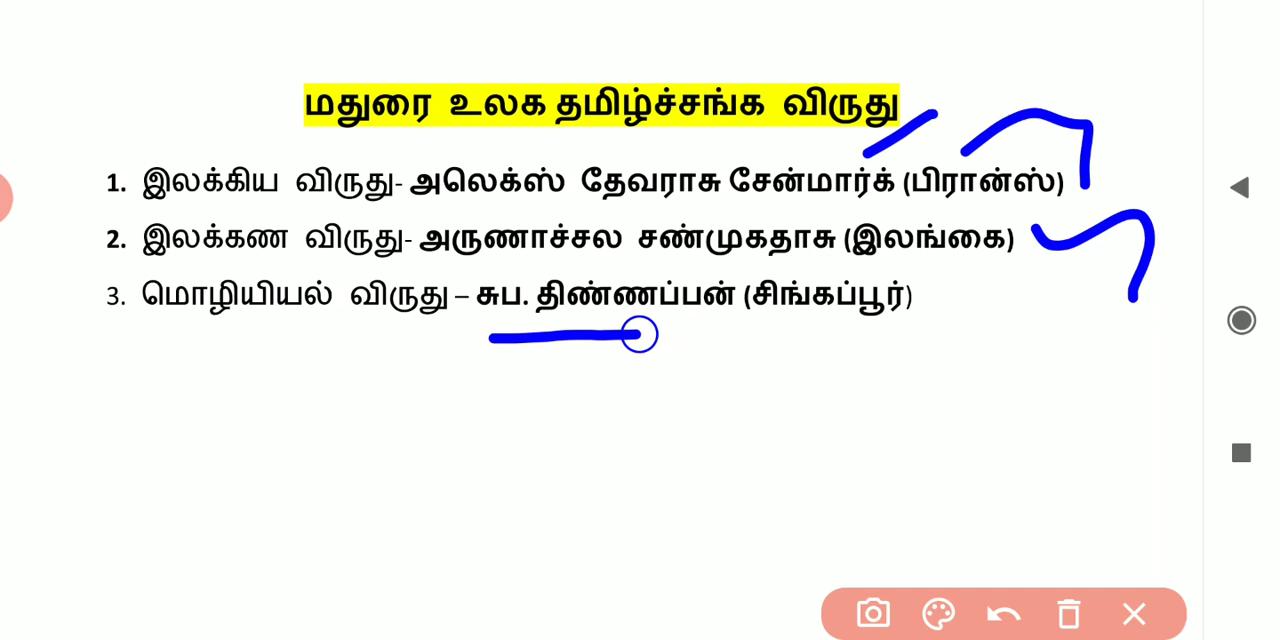 மதுரை உலக தமிழ்ச்சங்க விருது
1. இலக்கிய விருது- அலெக்ஸ் தேவராசு சேன்மார்க் (பிரான்ஸ்)
2. இலக்கண விருது- அருணாச்சல சண்முகதாசு (இலங்கை)
3. மொழியியல் விருது – சுப. திண்ணப்பன் (சிங்கப்பூர்)